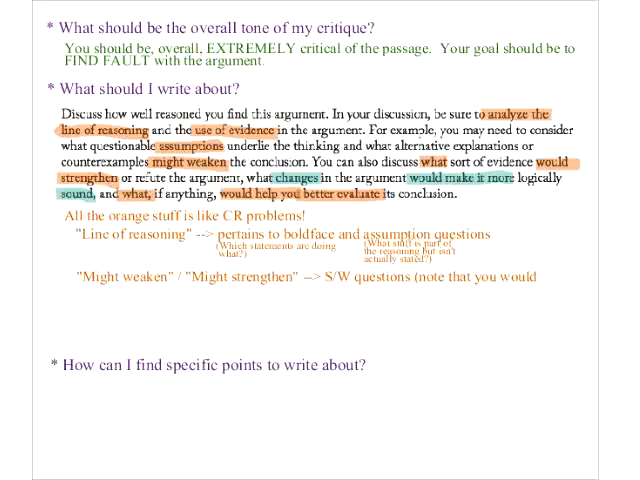 * What should be the overall tone of my critique?
You should be, overall, EXTREMELY critical of the passage. Your goal should be to
FIND FAULT with the argument.
* What should I write about?
Discuss how well reasoned you find this argument. In your discussion, be sure to analyze the
line of reasoning and the use of evidence in the argument. For example, you may need to consider
what questionable assumptions underlie the thinking and what alternative explanations or
counterexamples might weaken the conclusion. You can also discuss what sort of evidence would
strengthen or refute the argument, what changes in the argument would make it more logically
sound, and what, if anything, would help you better evaluate its conclusion.
All the orange stuff is like CR problems!
"Line of reasoning" --> pertains to boldface and assumption questions
(Which statements are doing
what?)
(What stuff is part of
the reasoning but isn't
actually stated?)
"Might weaken" / "Might strengthen" --> S/W questions (note that you would
* How can I find specific points to write about?